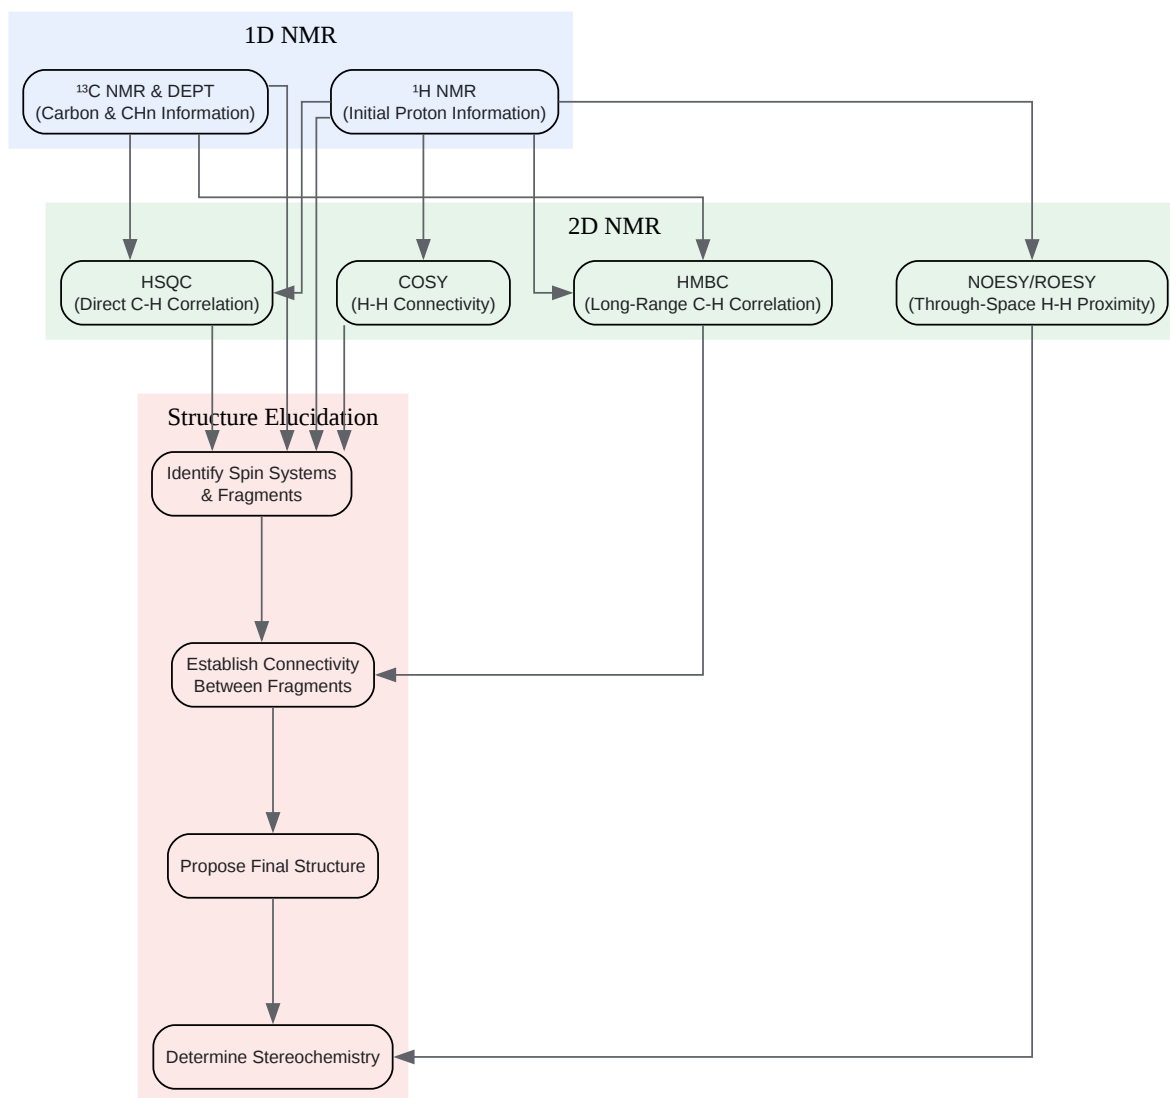 1D NMR
¹³C NMR & DEPT
(Carbon & CHn Information)
¹H NMR
(Initial Proton Information)
2D NMR
HSQC
(Direct C-H Correlation)
COSY
(H-H Connectivity)
HMBC
(Long-Range C-H Correlation)
NOESY/ROESY
(Through-Space H-H Proximity)
Structure Elucidation
Identify Spin Systems
& Fragments
Establish Connectivity
Between Fragments
Propose Final Structure
Determine Stereochemistry